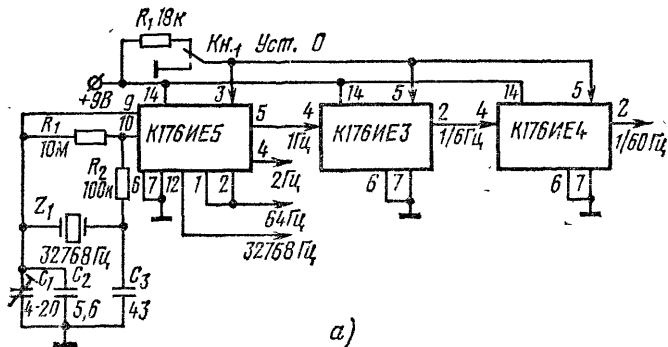 R₁ 18к
Кн.₁ Уст. 0
+9В
9
14
3
14
5
14
5
10
R₁
10М
К176ИЕ5
5
4
1Гц
К176ИЕ3
2
4
1/6Гц
К176ИЕ4
2
1/60Гц
4
2Гц
R₂
100к
6
7
12
1
2
6
7
6
7
64Гц
Z₁
32768Гц
32768Гц
C₁
4-20
C₂
5,6
C₃
43
а)